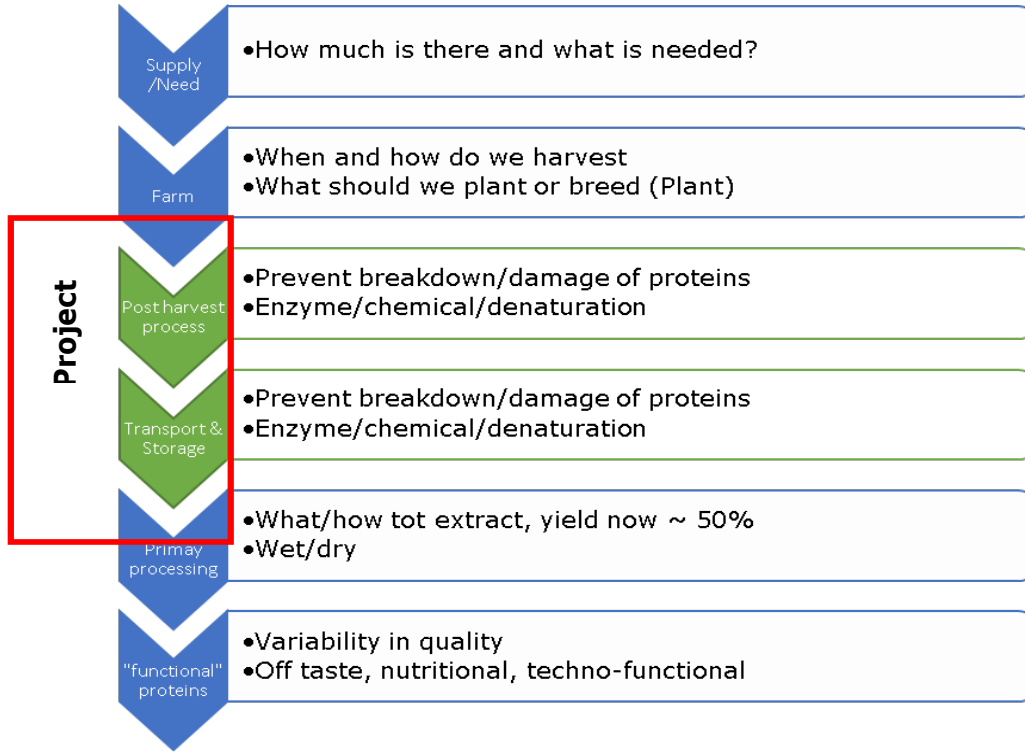 Supply
/Need
•How much is there and what is needed?
Farm
•When and how do we harvest
•What should we plant or breed (Plant)
Project
Post harvest
process
•Prevent breakdown/damage of proteins
•Enzyme/chemical/denaturation
Transport &
Storage
•Prevent breakdown/damage of proteins
•Enzyme/chemical/denaturation
Primay
processing
•What/how tot extract, yield now ~ 50%
•Wet/dry
"functional"
proteins
•Variability in quality
•Off taste, nutritional, techno-functional